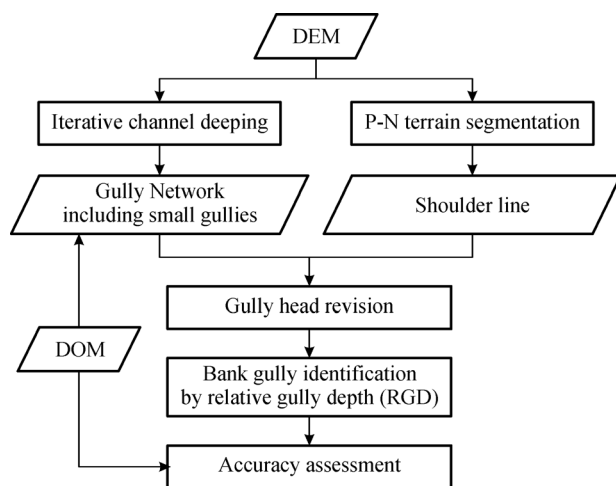 DEM
Iterative channel deeping
P-N terrain segmentation
Gully Network
including small gullies
Shoulder line
Gully head revision
DOM
Bank gully identification
by relative gully depth (RGD)
Accuracy assessment